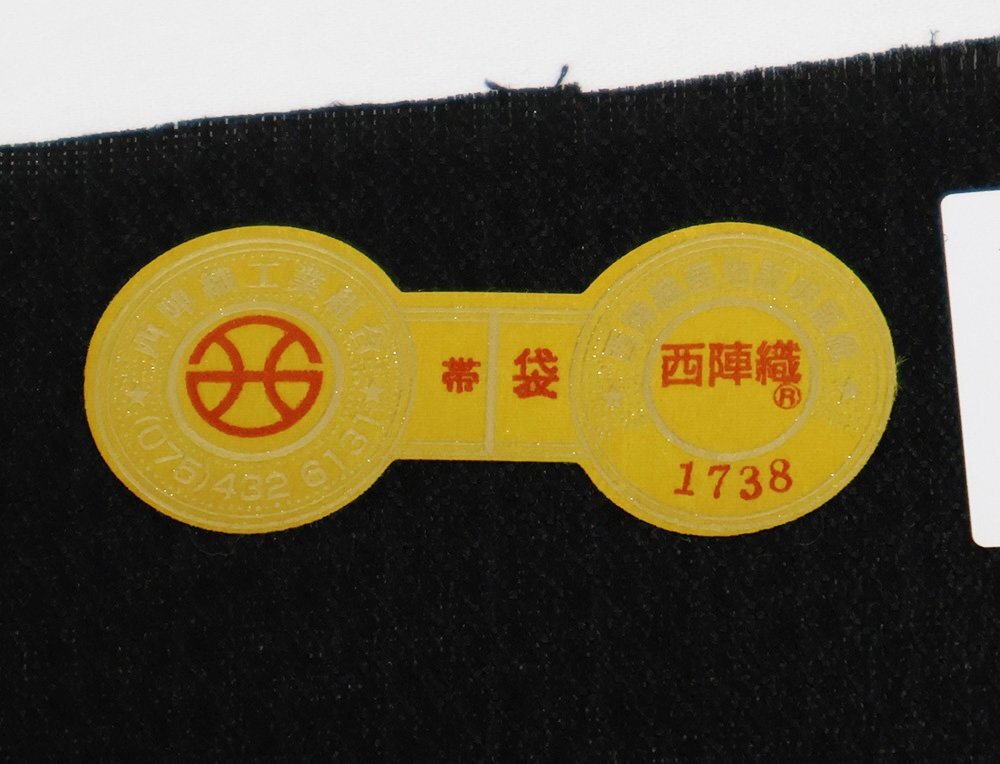 西陣織工業組合
(075)432 6131
帯
袋
西陣織
®
1738